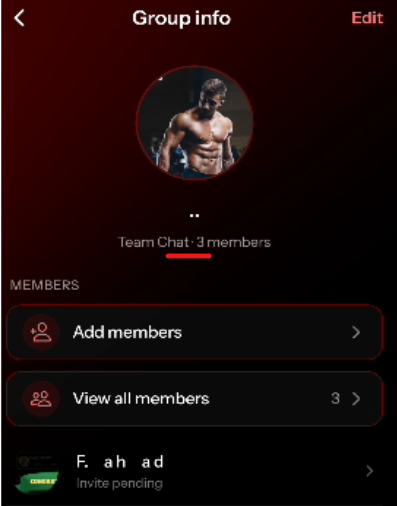 Group info
Edit
..
Team Chat · 3 members
MEMBERS
Add members
View all members
3
F. ah ad
Invite pending